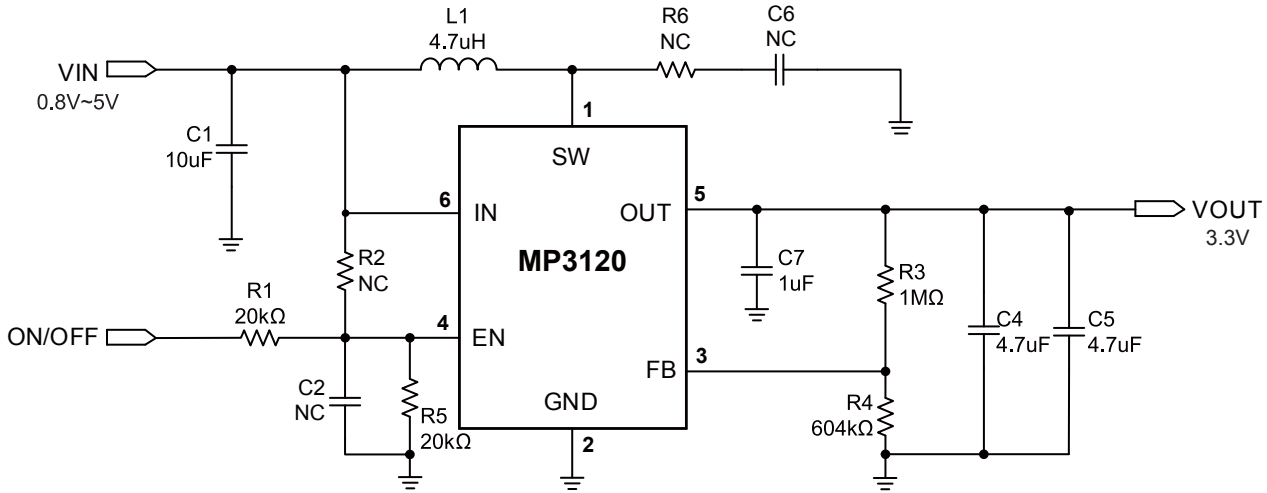 L1
4.7uH
R6
NC
C6
NC
VIN
0.8V~5V
1
C1
10uF
SW
6
IN
OUT
5
VOUT
3.3V
MP3120
R2
NC
C7
1uF
R3
1MΩ
R1
20kΩ
ON/OFF
4
EN
C4
4.7uF
C5
4.7uF
FB
3
C2
NC
R5
20kΩ
GND
2
R4
604kΩ